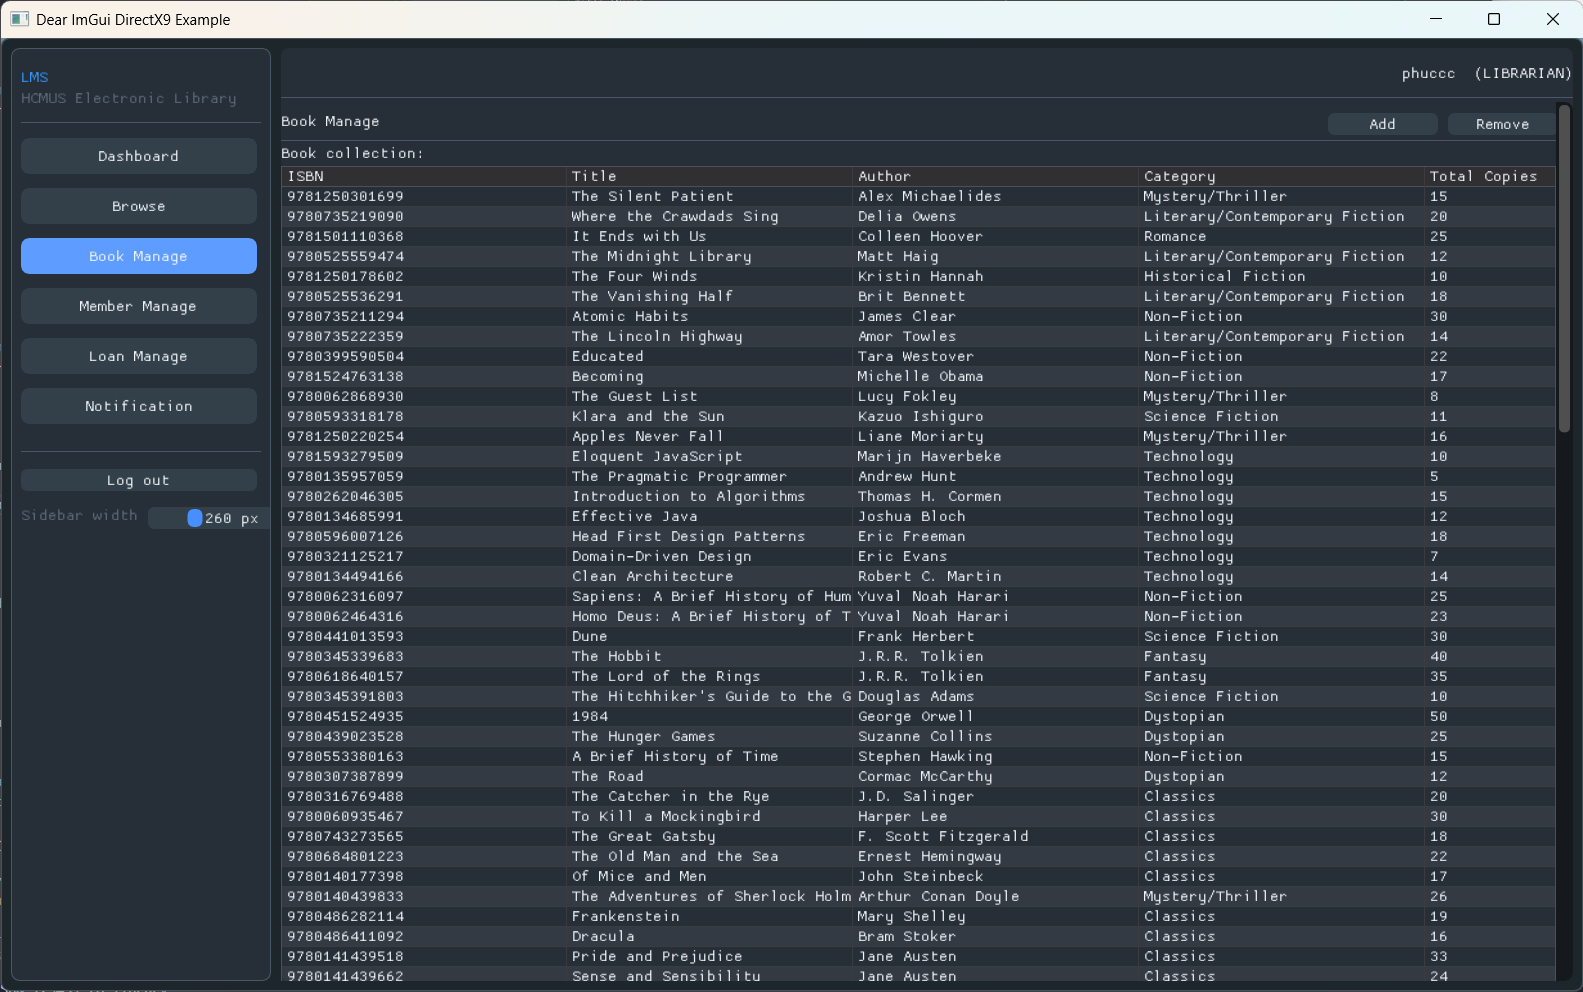 Dear ImGui DirectX9 Example
LMS
HCMUS Electronic Library
Dashboard
Browse
Book Manage
Member Manage
Loan Manage
Notification
Log out
Sidebar width 260 px
phuccc (LIBRARIAN)
Book Manage Add Remove
Book collection:
ISBN Title Author Category Total Copies
9781250301699 The Silent Patient Alex Michaelides Mystery/Thriller 15
9780735219090 Where the Crawdads Sing Delia Owens Literary/Contemporary Fiction 20
9781501110368 It Ends with Us Colleen Hoover Romance 25
9780525559474 The Midnight Library Matt Haig Literary/Contemporary Fiction 12
9781250178602 The Four Winds Kristin Hannah Historical Fiction 10
9780525536291 The Vanishing Half Brit Bennett Literary/Contemporary Fiction 18
9780735211294 Atomic Habits James Clear Non-Fiction 30
9780735222359 The Lincoln Highway Amor Towles Literary/Contemporary Fiction 14
9780399590504 Educated Tara Westover Non-Fiction 22
9781524763138 Becoming Michelle Obama Non-Fiction 17
9780062868930 The Guest List Lucy Fokley Mystery/Thriller 8
9780593318178 Klara and the Sun Kazuo Ishiguro Science Fiction 11
9781250220254 Apples Never Fall Liane Moriarty Mystery/Thriller 16
9781593279509 Eloquent JavaScript Marijn Haverbeke Technology 10
9780135957059 The Pragmatic Programmer Andrew Hunt Technology 5
9780262046305 Introduction to Algorithms Thomas H. Cormen Technology 15
9780134685991 Effective Java Joshua Bloch Technology 12
9780596007126 Head First Design Patterns Eric Freeman Technology 18
9780321125217 Domain-Driven Design Eric Evans Technology 7
9780134494166 Clean Architecture Robert C. Martin Technology 14
9780062316097 Sapiens: A Brief History of Hum Yuval Noah Harari Non-Fiction 25
9780062464316 Homo Deus: A Brief History of T Yuval Noah Harari Non-Fiction 23
9780441013593 Dune Frank Herbert Science Fiction 30
9780345339683 The Hobbit J.R.R. Tolkien Fantasy 40
9780618640157 The Lord of the Rings J.R.R. Tolkien Fantasy 35
9780345391803 The Hitchhiker's Guide to the G Douglas Adams Science Fiction 10
9780451524935 1984 George Orwell Dystopian 50
9780439023528 The Hunger Games Suzanne Collins Dystopian 25
9780553380163 A Brief History of Time Stephen Hawking Non-Fiction 15
9780307387899 The Road Cormac McCarthy Dystopian 12
9780316769488 The Catcher in the Rye J.D. Salinger Classics 20
9780060935467 To Kill a Mockingbird Harper Lee Classics 30
9780743273565 The Great Gatsby F. Scott Fitzgerald Classics 18
9780684801223 The Old Man and the Sea Ernest Hemingway Classics 22
9780140177398 Of Mice and Men John Steinbeck Classics 17
9780140439833 The Adventures of Sherlock Holm Arthur Conan Doyle Mystery/Thriller 26
9780486282114 Frankenstein Mary Shelley Classics 19
9780486411092 Dracula Bram Stoker Classics 16
9780141439518 Pride and Prejudice Jane Austen Classics 33
9780141439662 Sense and Sensibility Jane Austen Classics 24